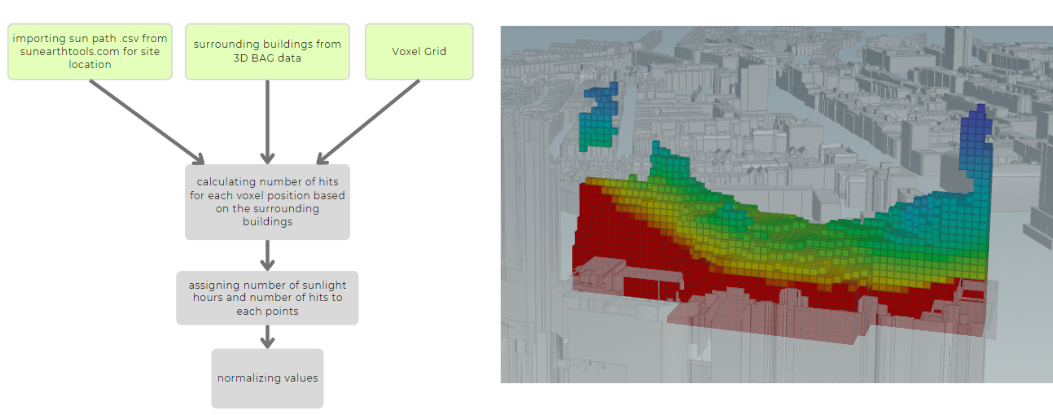 importing sun path .csv from
sunearthtools.com for site
location
surrounding buildings from
3D BAG data
Voxel Grid
calculating number of hits
for each voxel position based
on the surrounding
buildings
assigning number of sunlight
hours and number of hits to
each points
normalizing values